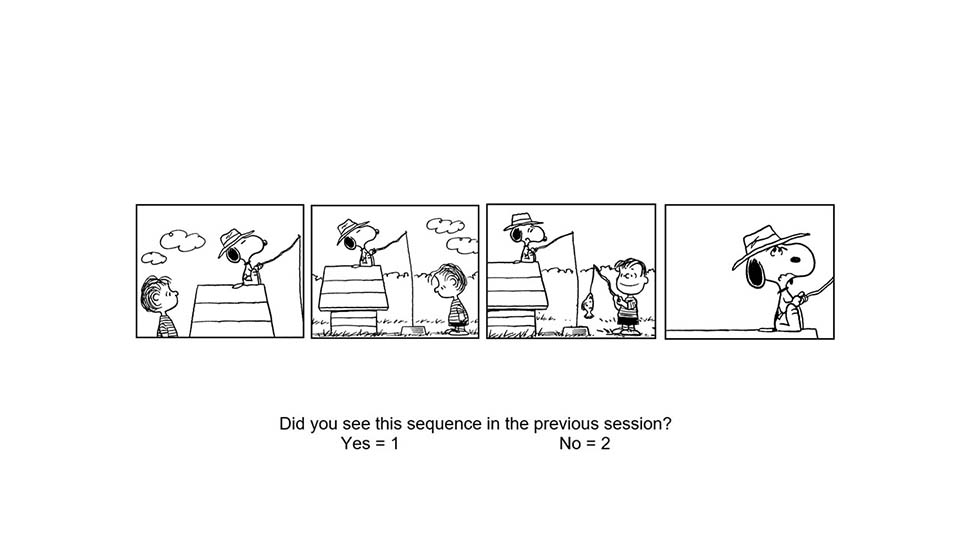 Did you see this sequence in the previous session?
Yes = 1 No = 2